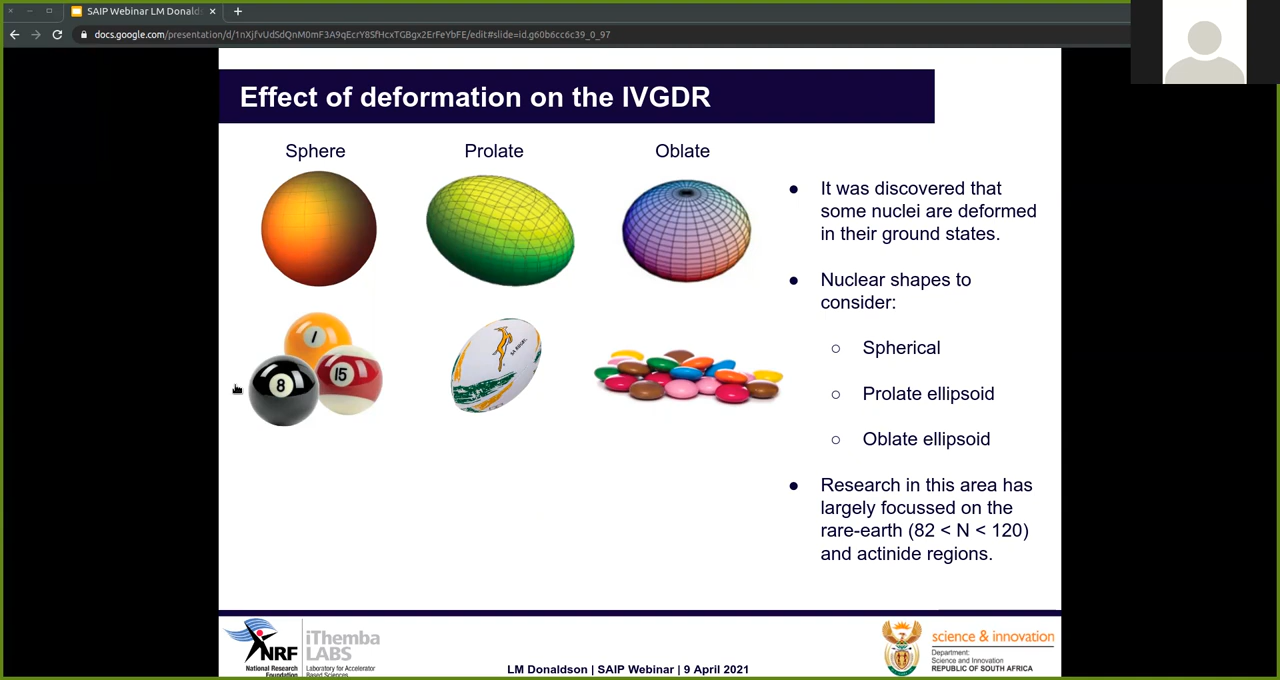 SAIP Webinar LM Donalds
docs.google.com/presentation/d/1nXjfvUdSdQnM0mF3A9qEcrY8SfHcxTGBgx2ErFeYbFE/edit#slide=id.g60b6cc6c39_0_97
Effect of deformation on the IVGDR
Sphere
Prolate
Oblate
1
8
15
● It was discovered that
some nuclei are deformed
in their ground states.
● Nuclear shapes to
consider:
○ Spherical
○ Prolate ellipsoid
○ Oblate ellipsoid
● Research in this area has
largely focussed on the
rare-earth (82 < N < 120)
and actinide regions.
NRF
National Research
Foundation
iThemba
LABS
Laboratory for Accelerator
Based Sciences
LM Donaldson | SAIP Webinar | 9 April 2021
science & innovation
Department:
Science and Innovation
REPUBLIC OF SOUTH AFRICA